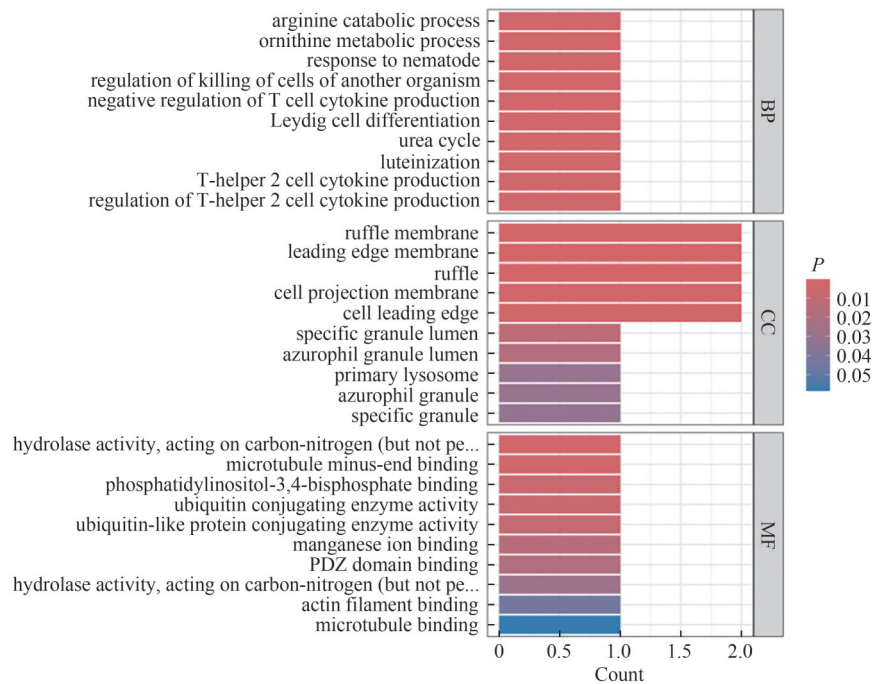 arginine catabolic process
ornithine metabolic process
response to nematode
regulation of killing of cells of another organism
negative regulation of T cell cytokine production
Leydig cell differentiation
urea cycle
luteinization
T-helper 2 cell cytokine production
regulation of T-helper 2 cell cytokine production
BP
ruffle membrane
leading edge membrane
ruffle
cell projection membrane
cell leading edge
specific granule lumen
azurophil granule lumen
primary lysosome
azurophil granule
specific granule
CC
hydrolase activity, acting on carbon-nitrogen (but not pe...
microtubule minus-end binding
phosphatidylinositol-3,4-bisphosphate binding
ubiquitin conjugating enzyme activity
ubiquitin-like protein conjugating enzyme activity
manganese ion binding
PDZ domain binding
hydrolase activity, acting on carbon-nitrogen (but not pe...
actin filament binding
microtubule binding
MF
0 0.5 1.0 1.5 2.0
Count
P
0.01
0.02
0.03
0.04
0.05